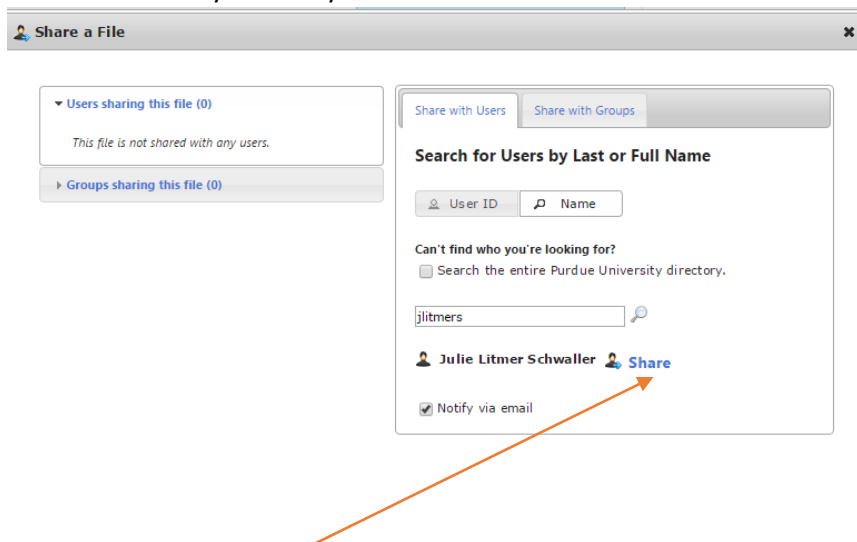 Share a File
Users sharing this file (0)
This file is not shared with any users.
Groups sharing this file (0)
Share with Users Share with Groups
Search for Users by Last or Full Name
User ID Name
Can't find who you're looking for?
Search the entire Purdue University directory.
jlitmers
Julie Litmer Schwaller Share
Notify via email